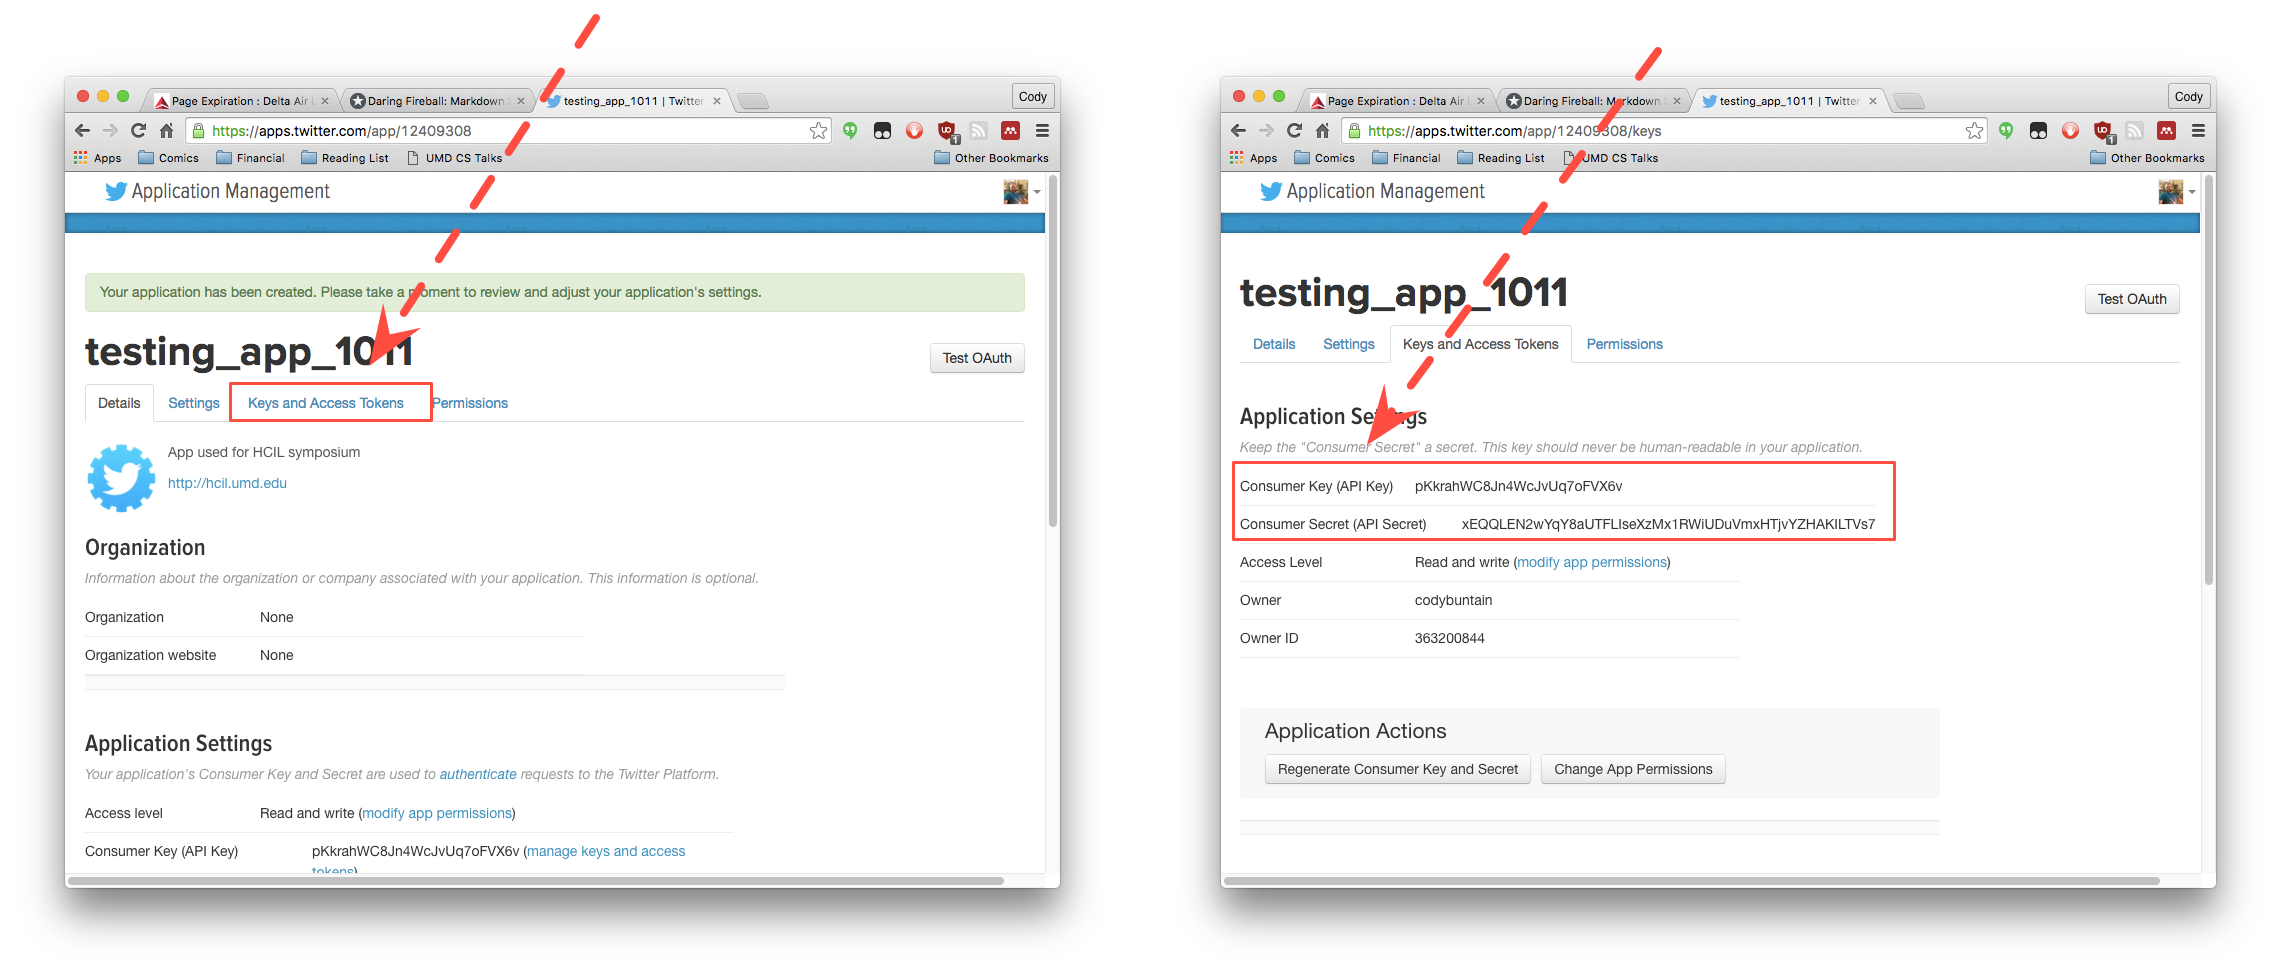 Cody
Page Expiration : Delta Air L
Daring Fireball: Markdown S
testing_app_1011 | Twitter
https://apps.twitter.com/app/12409308
Apps
Comics
Financial
Reading List
UMD CS Talks
Other Bookmarks
Application Management
Your application has been created. Please take a moment to review and adjust your application's settings.
testing_app_1011
Test OAuth
Details
Settings
Keys and Access Tokens
Permissions
App used for HCIL symposium
http://hcil.umd.edu
Organization
Information about the organization or company associated with your application. This information is optional.
Organization None
Organization website None
Application Settings
Your application's Consumer Key and Secret are used to authenticate requests to the Twitter Platform.
Access level Read and write (modify app permissions)
Consumer Key (API Key) pKkrahWC8Jn4WcJvUq7oFVX6v (manage keys and access
tokens)
Cody
Page Expiration : Delta Air L
Daring Fireball: Markdown S
testing_app_1011 | Twitter
https://apps.twitter.com/app/12409308/keys
Apps
Comics
Financial
Reading List
UMD CS Talks
Other Bookmarks
Application Management
testing_app_1011
Test OAuth
Details
Settings
Keys and Access Tokens
Permissions
Application Settings
Keep the "Consumer Secret" a secret. This key should never be human-readable in your application.
Consumer Key (API Key) pKkrahWC8Jn4WcJvUq7oFVX6v
Consumer Secret (API Secret) xEQQLEN2wYqY8aUTFLIseXzMx1RWiUDuVmxHTjvYZHAKILTVs7
Access Level Read and write (modify app permissions)
Owner codybuntain
Owner ID 363200844
Application Actions
Regenerate Consumer Key and Secret
Change App Permissions